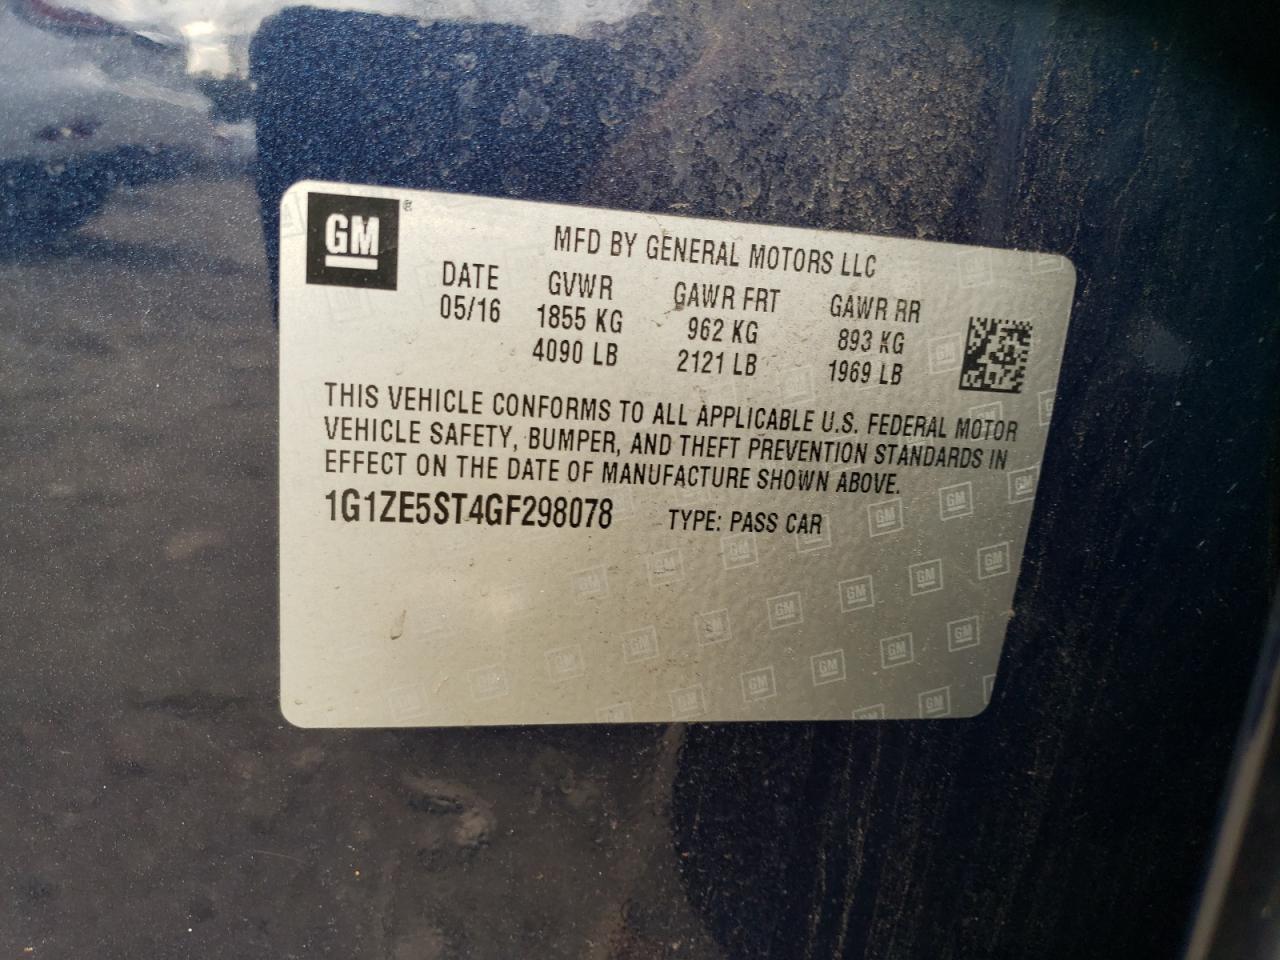 GM ®
MFD BY GENERAL MOTORS LLC
DATE GVWR GAWR FRT GAWR RR
05/16 1855 KG 962 KG 893 KG
4090 LB 2121 LB 1969 LB
THIS VEHICLE CONFORMS TO ALL APPLICABLE U.S. FEDERAL MOTOR
VEHICLE SAFETY, BUMPER, AND THEFT PREVENTION STANDARDS IN
EFFECT ON THE DATE OF MANUFACTURE SHOWN ABOVE.
1G1ZE5ST4GF298078 TYPE: PASS CAR